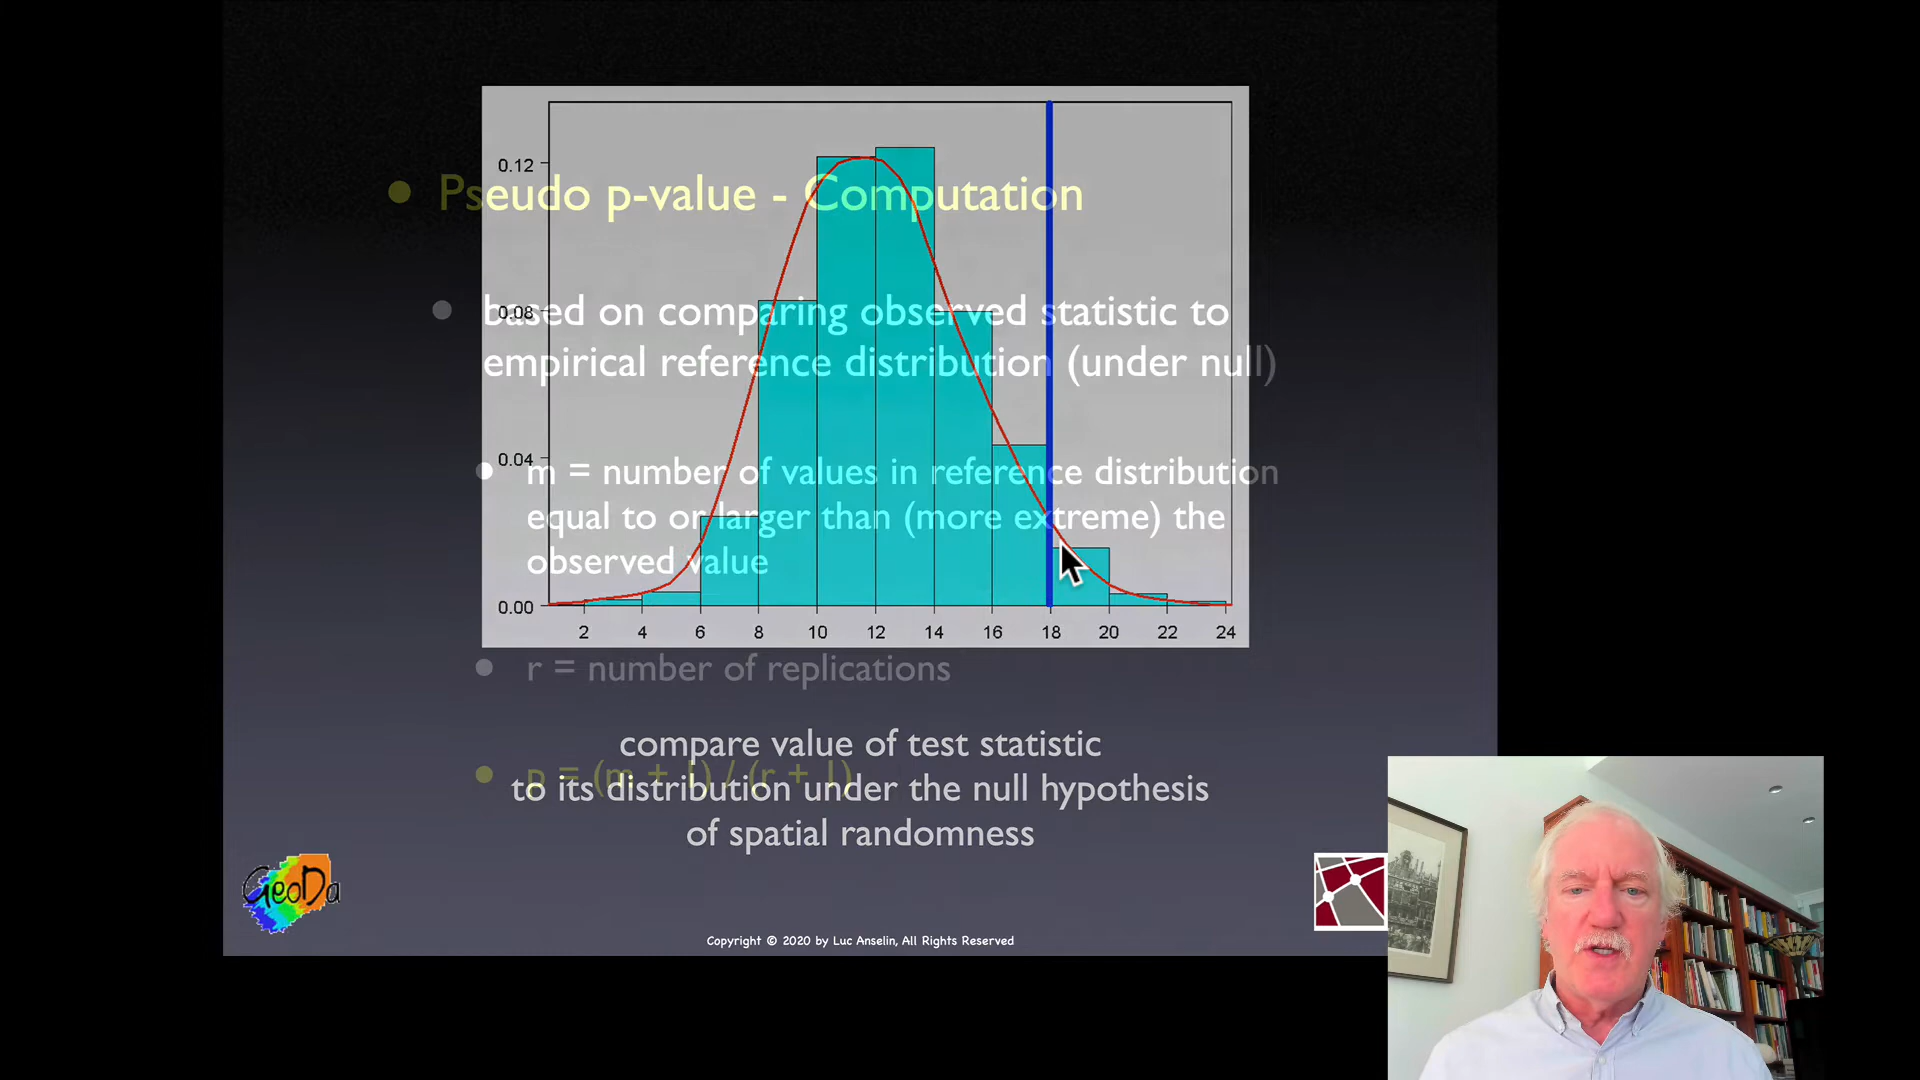 0.12
Pseudo p-value - Computation
0.08
based on comparing observed statistic to
empirical reference distribution (under null)
0.04
m = number of values in reference distribution
equal to or larger than (more extreme) the
observed value
0.00
2 4 6 8 10 12 14 16 18 20 22 24
r = number of replications
compare value of test statistic
p = (m + 1) / (r + 1)
to its distribution under the null hypothesis
of spatial randomness
GeoDa
Copyright © 2020 by Luc Anselin, All Rights Reserved